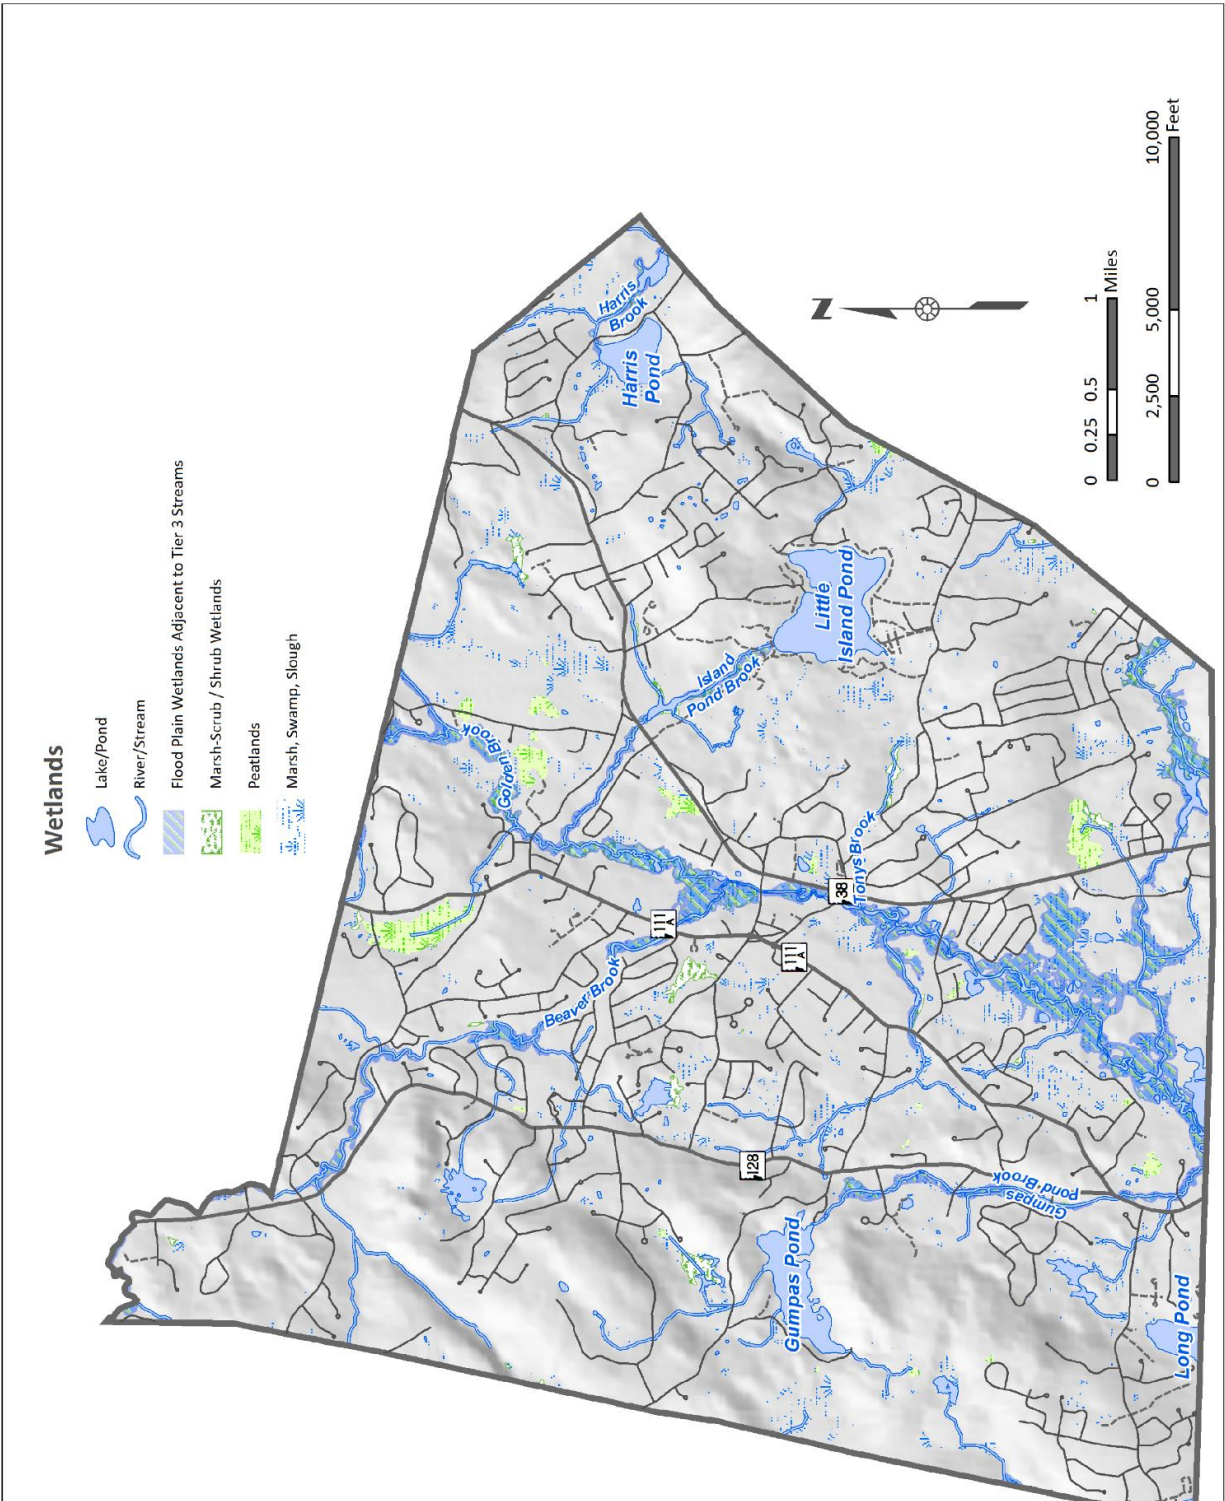 Wetlands
Lake/Pond
River/Stream
Flood Plain Wetlands Adjacent to Tier 3 Streams
Marsh-Scrub / Shrub Wetlands
Peatlands
Marsh, Swamp, Slough
Golden Brook
Beaver Brook
Harris
Brook
Harris
Pond
Island
Pond Brook
Little
Island Pond
Tonys Brook
111
A
111
A
38
128
Gumpas Pond
Gumpas
Pond Brook
Long Pond
N
0 0.25 0.5 1
Miles
0 2,500 5,000 10,000
Feet